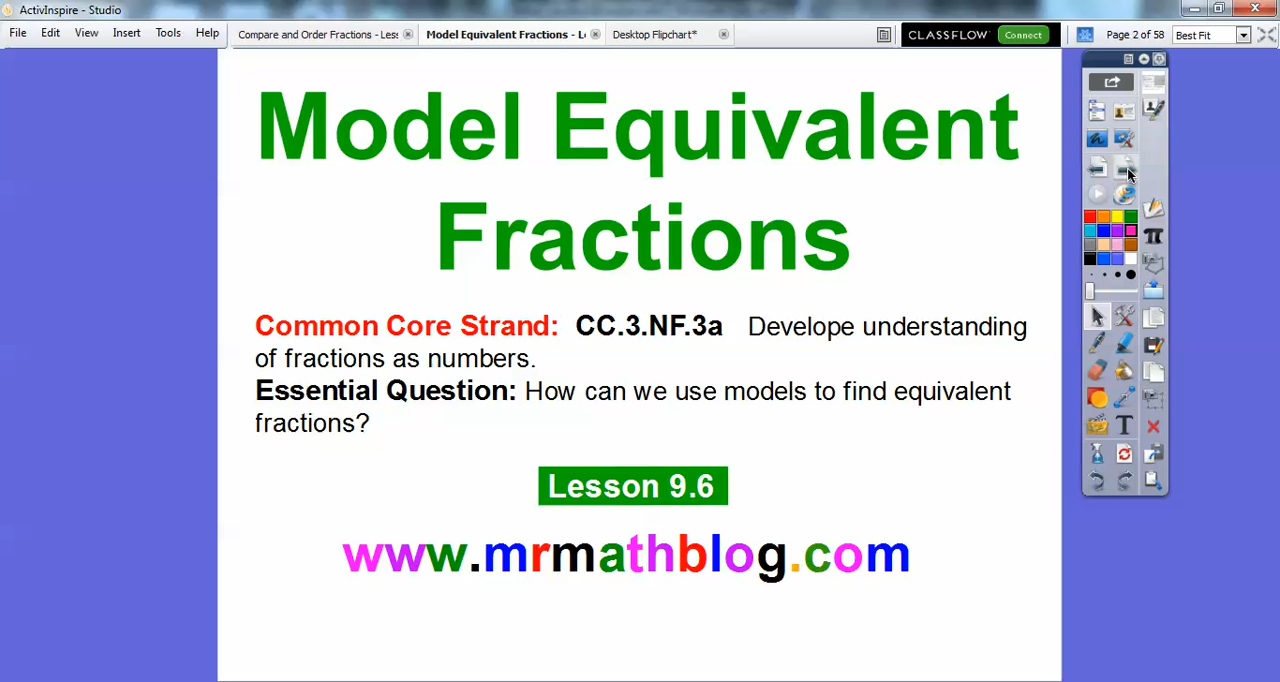 ActivInspire - Studio
File Edit View Insert Tools Help Compare and Order Fractions - Less Model Equivalent Fractions - Le Desktop Flipchart* CLASSFLOW Connect Page 2 of 58 Best Fit
Model Equivalent
Fractions
Common Core Strand: CC.3.NF.3a Develope understanding
of fractions as numbers.
Essential Question: How can we use models to find equivalent
fractions?
Lesson 9.6
www.mrmathblog.com